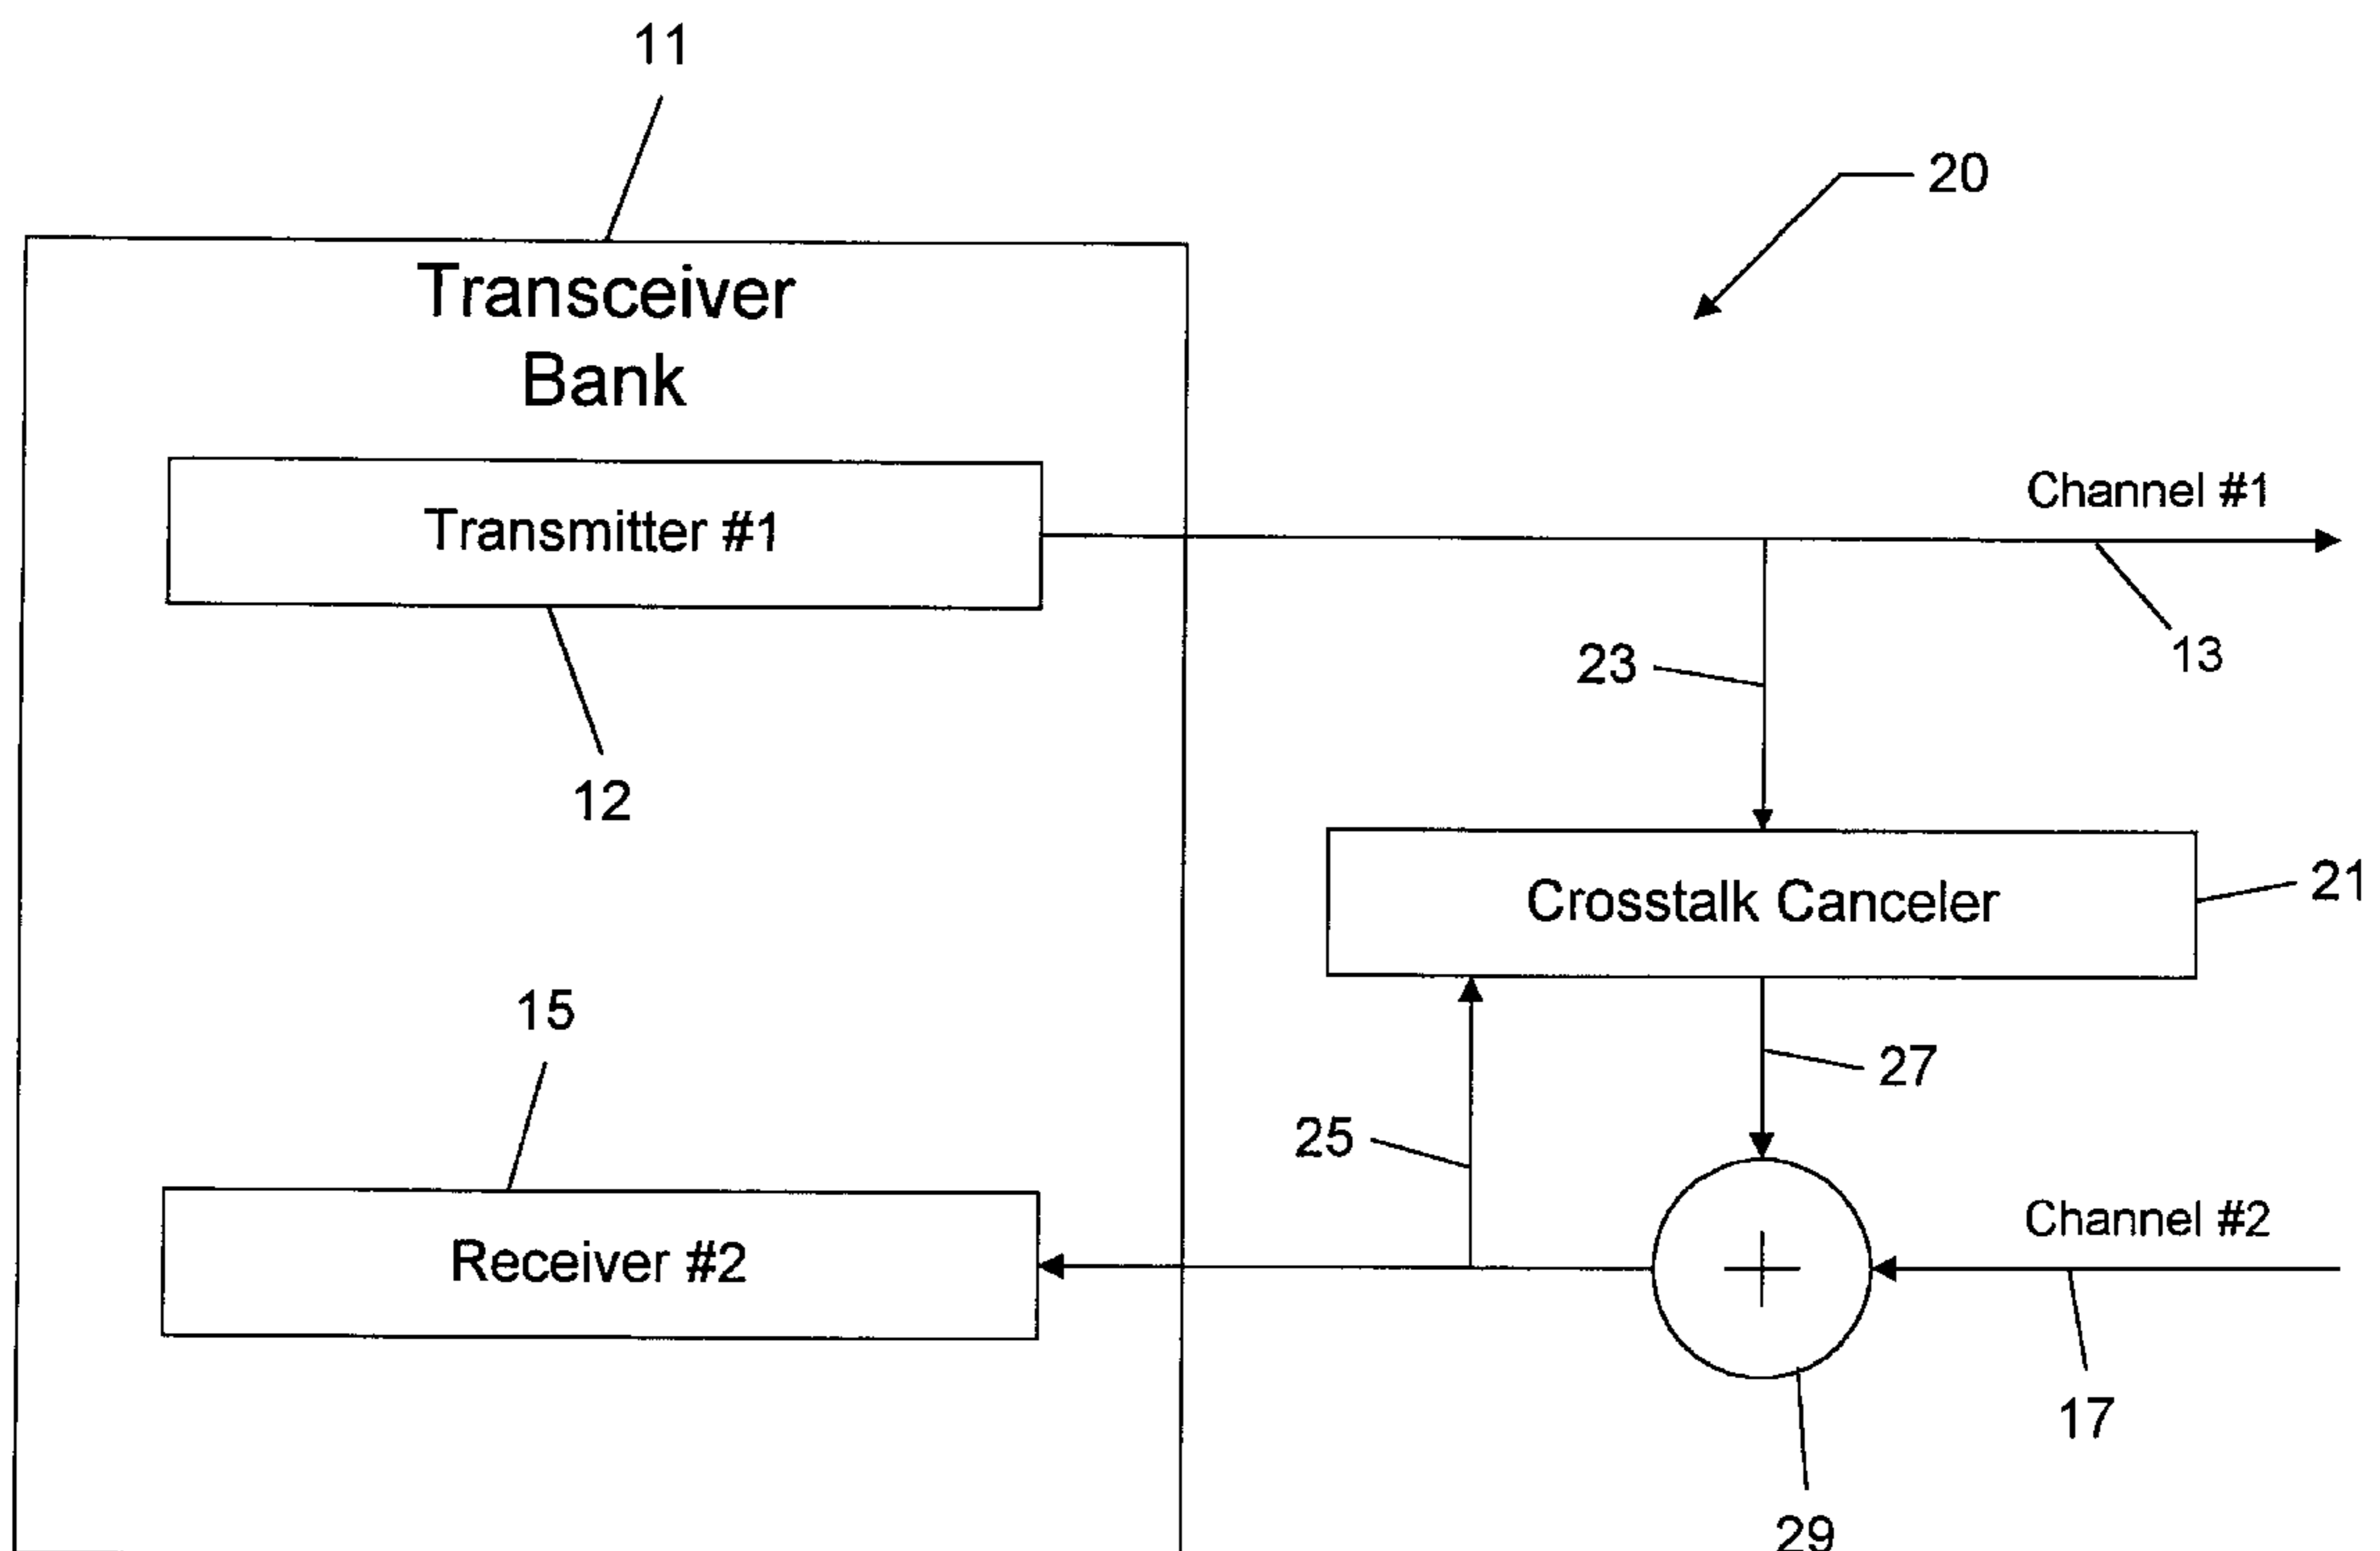 11
20
Transceiver
Bank
Channel #1
Transmitter #1
13
23
12
Crosstalk Canceler
21
15
27
25
Channel #2
Receiver #2
17
29